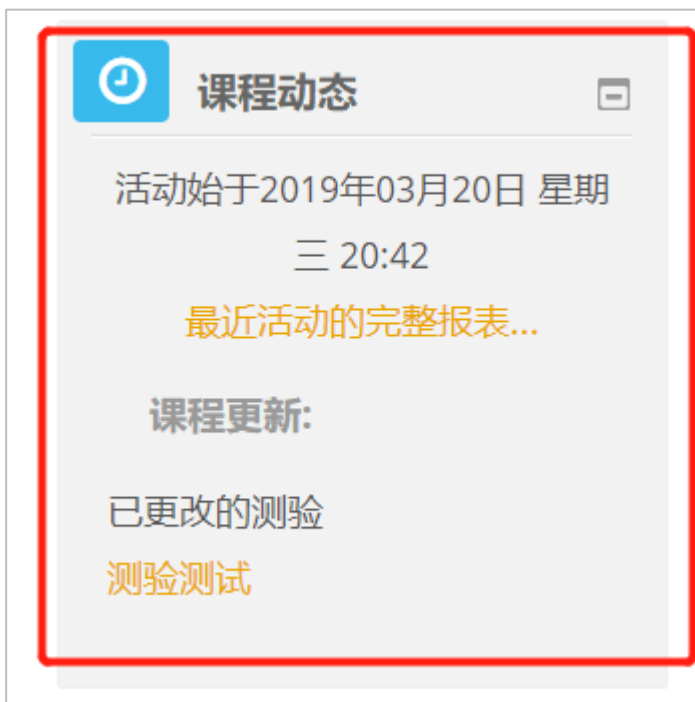 课程动态
活动始于2019年03月20日 星期
三 20:42
最近活动的完整报表...
课程更新:
已更改的测验
测验测试